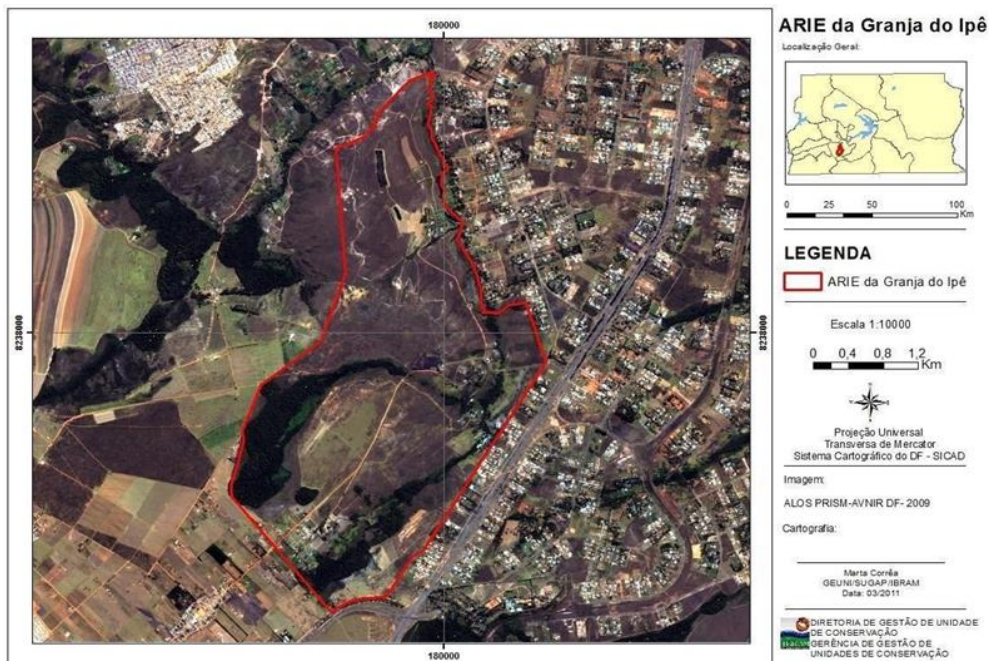 180000
8238000
8238000
180000
ARIE da Granja do Ipê
Localização Geral:
0 25 50 100
Km
LEGENDA
ARIE da Granja do Ipê
Escala 1:10000
0 0,4 0,8 1,2
Km
Projeção Universal
Transversa de Mercator
Sistema Cartográfico do DF - SICAD
Imagem:
ALOS PRISM-AVNIR DF- 2009
Cartografia:
Marta Corrêa
GEUNI/SUGAP/IBRAM
Data: 03/2011
DIRETORIA DE GESTÃO DE UNIDADE
DE CONSERVAÇÃO
GERÊNCIA DE GESTÃO DE
UNIDADES DE CONSERVAÇÃO